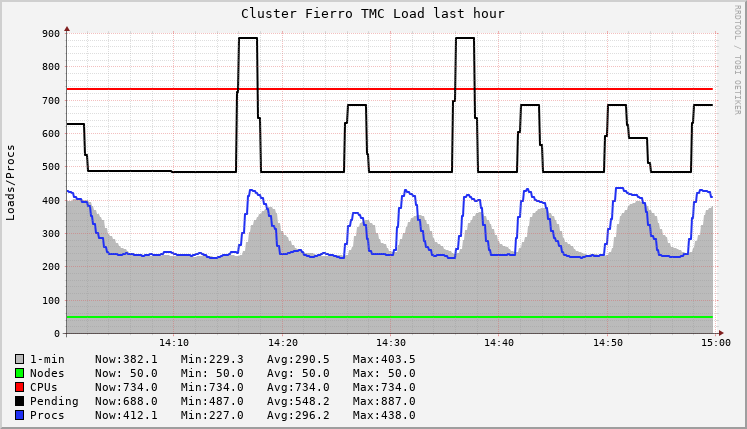 Cluster Fierro TMC Load last hour
RRDTOOL / TOBI OETIKER
Loads/Procs
900
800
700
600
500
400
300
200
100
0
14:10 14:20 14:30 14:40 14:50 15:00
1-min Now:382.1 Min:229.3 Avg:290.5 Max:403.5
Nodes Now: 50.0 Min: 50.0 Avg: 50.0 Max: 50.0
CPUs Now:734.0 Min:734.0 Avg:734.0 Max:734.0
Pending Now:688.0 Min:487.0 Avg:548.2 Max:887.0
Procs Now:412.1 Min:227.0 Avg:296.2 Max:438.0